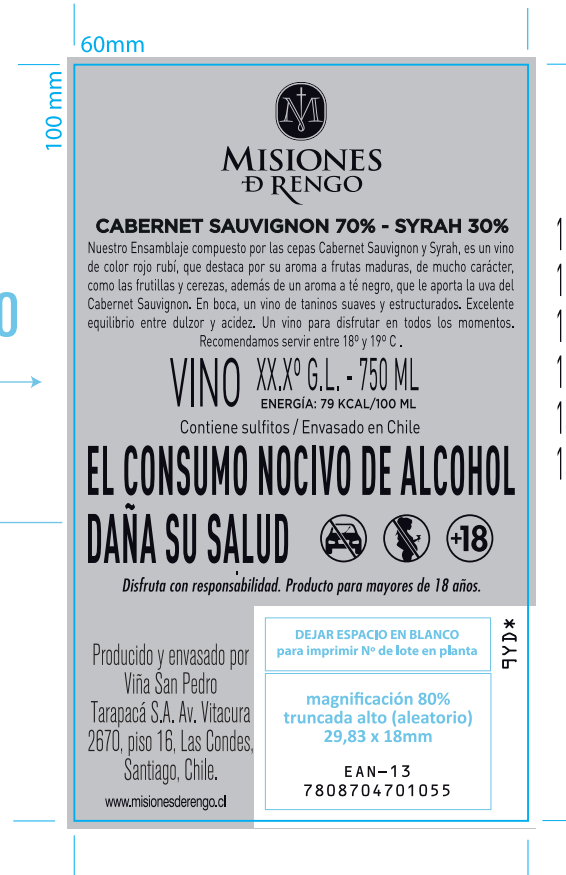 60mm
100 mm
M
MISIONES
D RENGO
CABERNET SAUVIGNON 70% - SYRAH 30%
Nuestro Ensamblaje compuesto por las cepas Cabernet Sauvignon y Syrah, es un vino
de color rojo rubí, que destaca por su aroma a frutas maduras, de mucho carácter,
como las frutillas y cerezas, además de un aroma a té negro, que le aporta la uva del
Cabernet Sauvignon. En boca, un vino de taninos suaves y estructurados. Excelente
equilibrio entre dulzor y acidez. Un vino para disfrutar en todos los momentos.
Recomendamos servir entre 18º y 19º C .
VINO XX.Xº G.L. - 750 ML
ENERGÍA: 79 KCAL/100 ML
Contiene sulfitos / Envasado en Chile
EL CONSUMO NOCIVO DE ALCOHOL
DAÑA SU SALUD
+18
Disfruta con responsabilidad. Producto para mayores de 18 años.
Producido y envasado por
Viña San Pedro
Tarapacá S.A. Av. Vitacura
2670, piso 16, Las Condes,
Santiago, Chile.
www.misionesderengo.cl
DEJAR ESPACIO EN BLANCO
para imprimir Nº de lote en planta
magnificación 80%
truncada alto (aleatorio)
29,83 x 18mm
EAN-13
7808704701055
O
1
1
1
1
1
1